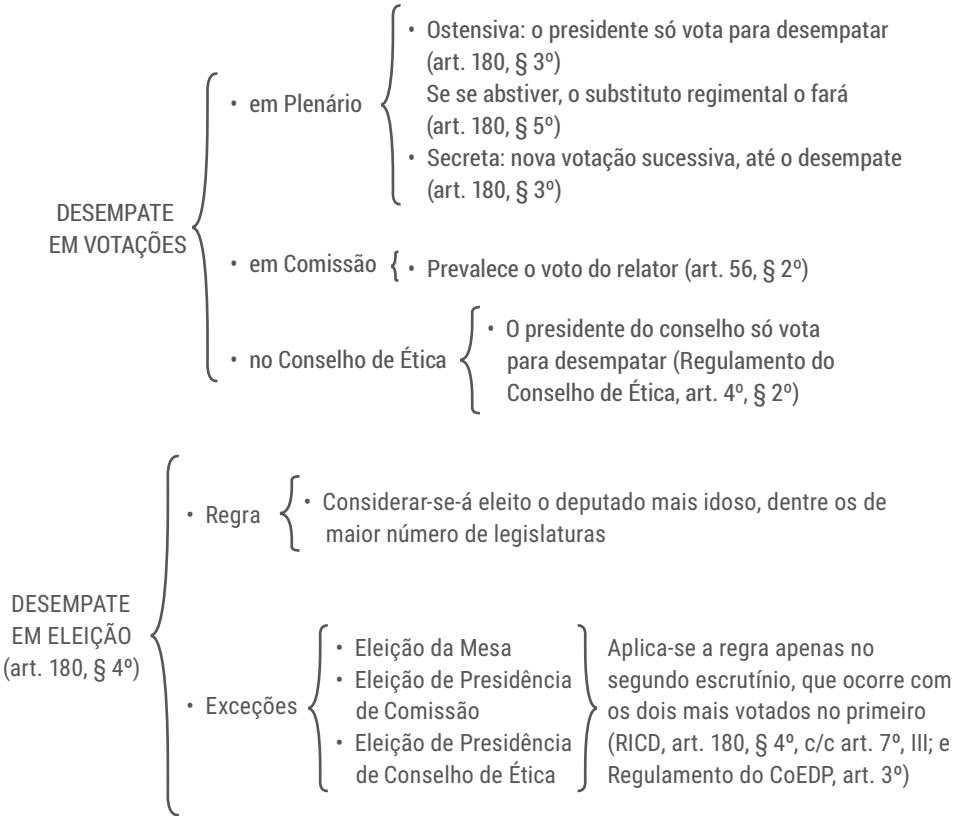 DESEMPATE
EM VOTAÇÕES
• em Plenário
• Ostensiva: o presidente só vota para desempatar
(art. 180, § 3º)
Se se abstiver, o substituto regimental o fará
(art. 180, § 5º)
• Secreta: nova votação sucessiva, até o desempate
(art. 180, § 3º)
• em Comissão
• Prevalece o voto do relator (art. 56, § 2º)
• no Conselho de Ética
• O presidente do conselho só vota
para desempatar (Regulamento do
Conselho de Ética, art. 4º, § 2º)
DESEMPATE
EM ELEIÇÃO
(art. 180, § 4º)
• Regra
• Considerar-se-á eleito o deputado mais idoso, dentre os de
maior número de legislaturas
• Exceções
• Eleição da Mesa
• Eleição de Presidência
de Comissão
• Eleição de Presidência
de Conselho de Ética
Aplica-se a regra apenas no
segundo escrutínio, que ocorre com
os dois mais votados no primeiro
(RICD, art. 180, § 4º, c/c art. 7º, III; e
Regulamento do CoEDP, art. 3º)